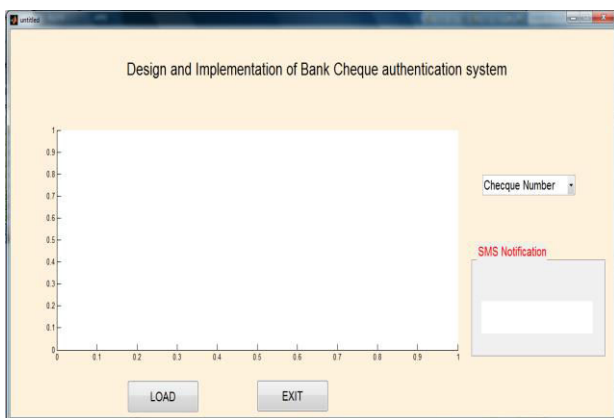 untitled
Design and Implementation of Bank Cheque authentication system
1
0.9
0.8
0.7
0.6
0.5
0.4
0.3
0.2
0.1
0
0 0.1 0.2 0.3 0.4 0.5 0.6 0.7 0.8 0.9 1
Checque Number
SMS Notification
LOAD EXIT